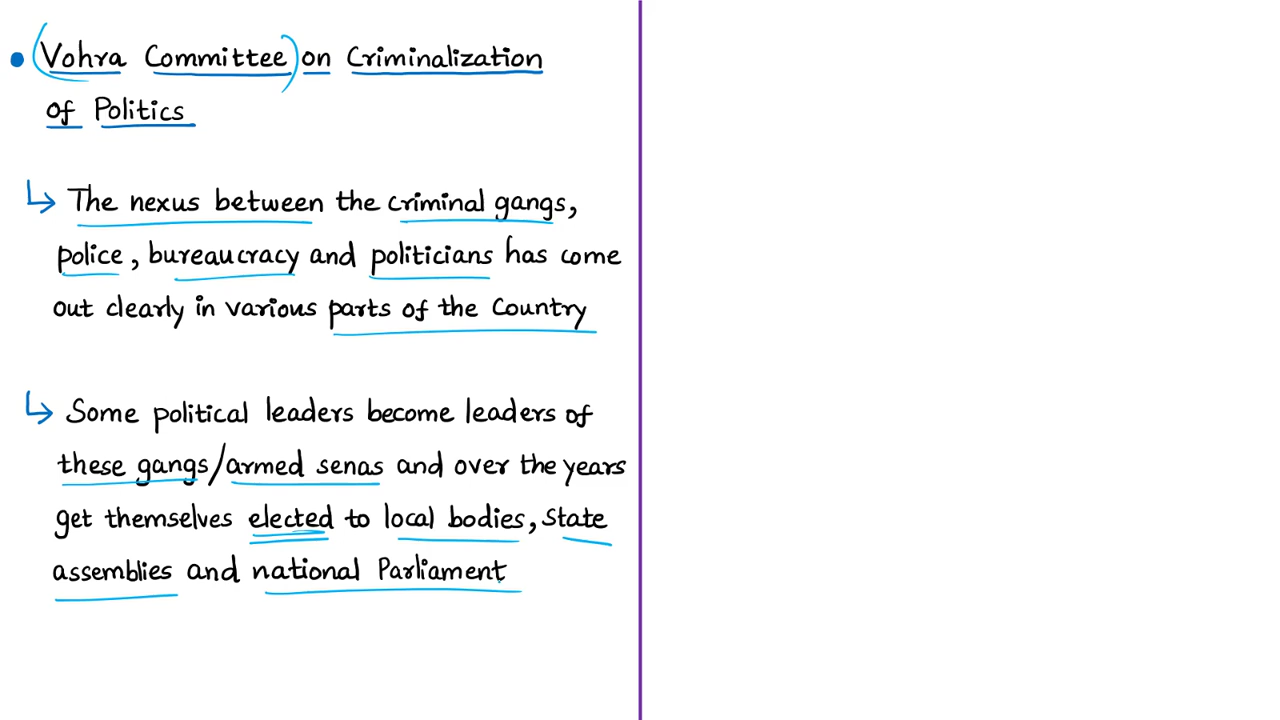 • (Vohra Committee) on Criminalization
of Politics
↳ The nexus between the criminal gangs,
police, bureaucracy and politicians has come
out clearly in various parts of the Country
↳ Some political leaders become leaders of
these gangs/armed senas and over the years
get themselves elected to local bodies, State
assemblies and national Parliament